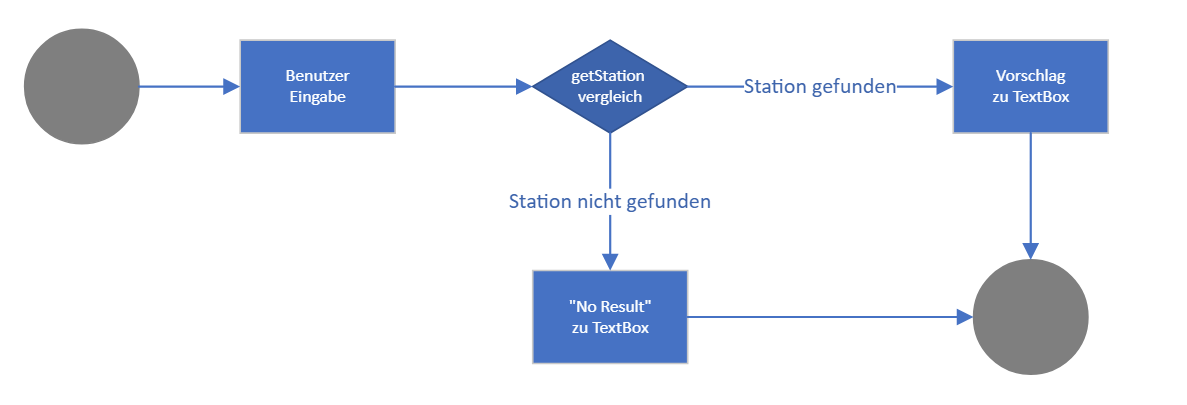 Benutzer
Eingabe
getStation
vergleich
Station gefunden
Vorschlag
zu TextBox
Station nicht gefunden
"No Result"
zu TextBox